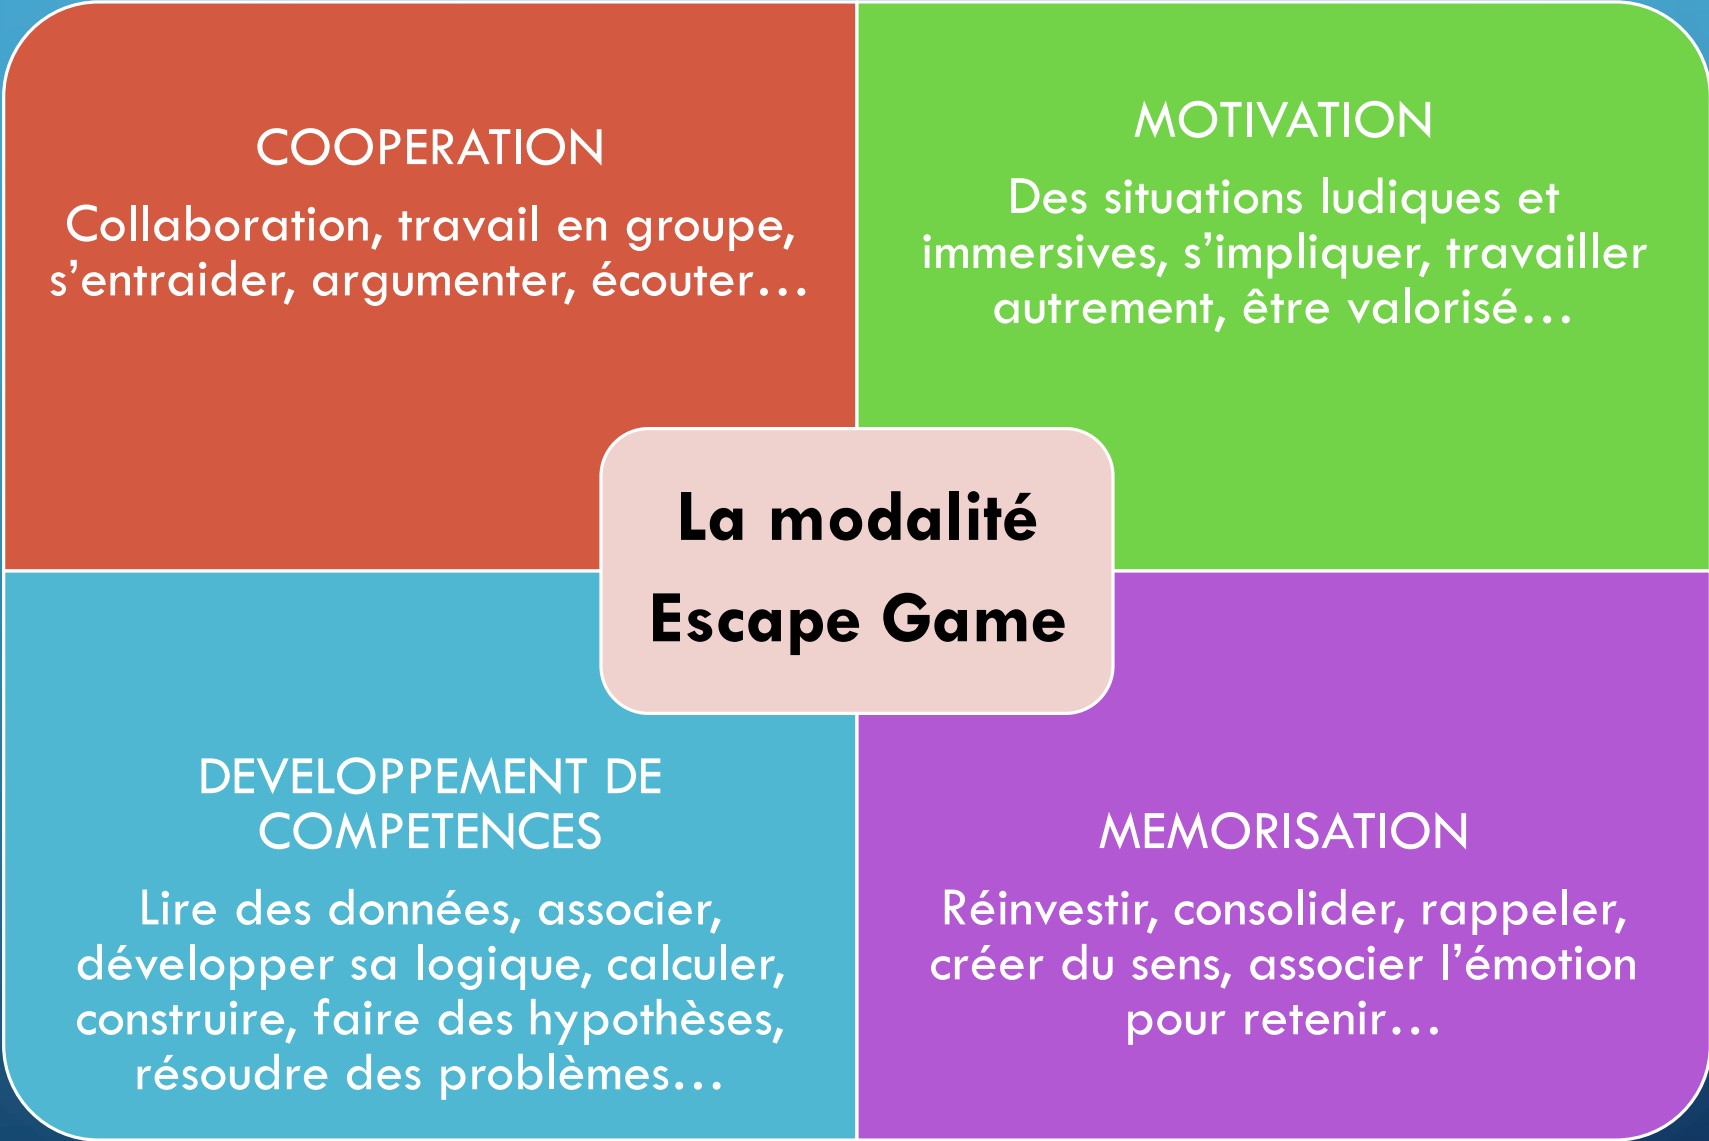 COOPERATION
Collaboration, travail en groupe,
s’entraider, argumenter, écouter…
MOTIVATION
Des situations ludiques et
immersives, s’impliquer, travailler
autrement, être valorisé…
La modalité
Escape Game
DEVELOPPEMENT DE
COMPETENCES
Lire des données, associer,
développer sa logique, calculer,
construire, faire des hypothèses,
résoudre des problèmes…
MEMORISATION
Réinvestir, consolider, rappeler,
créer du sens, associer l’émotion
pour retenir…